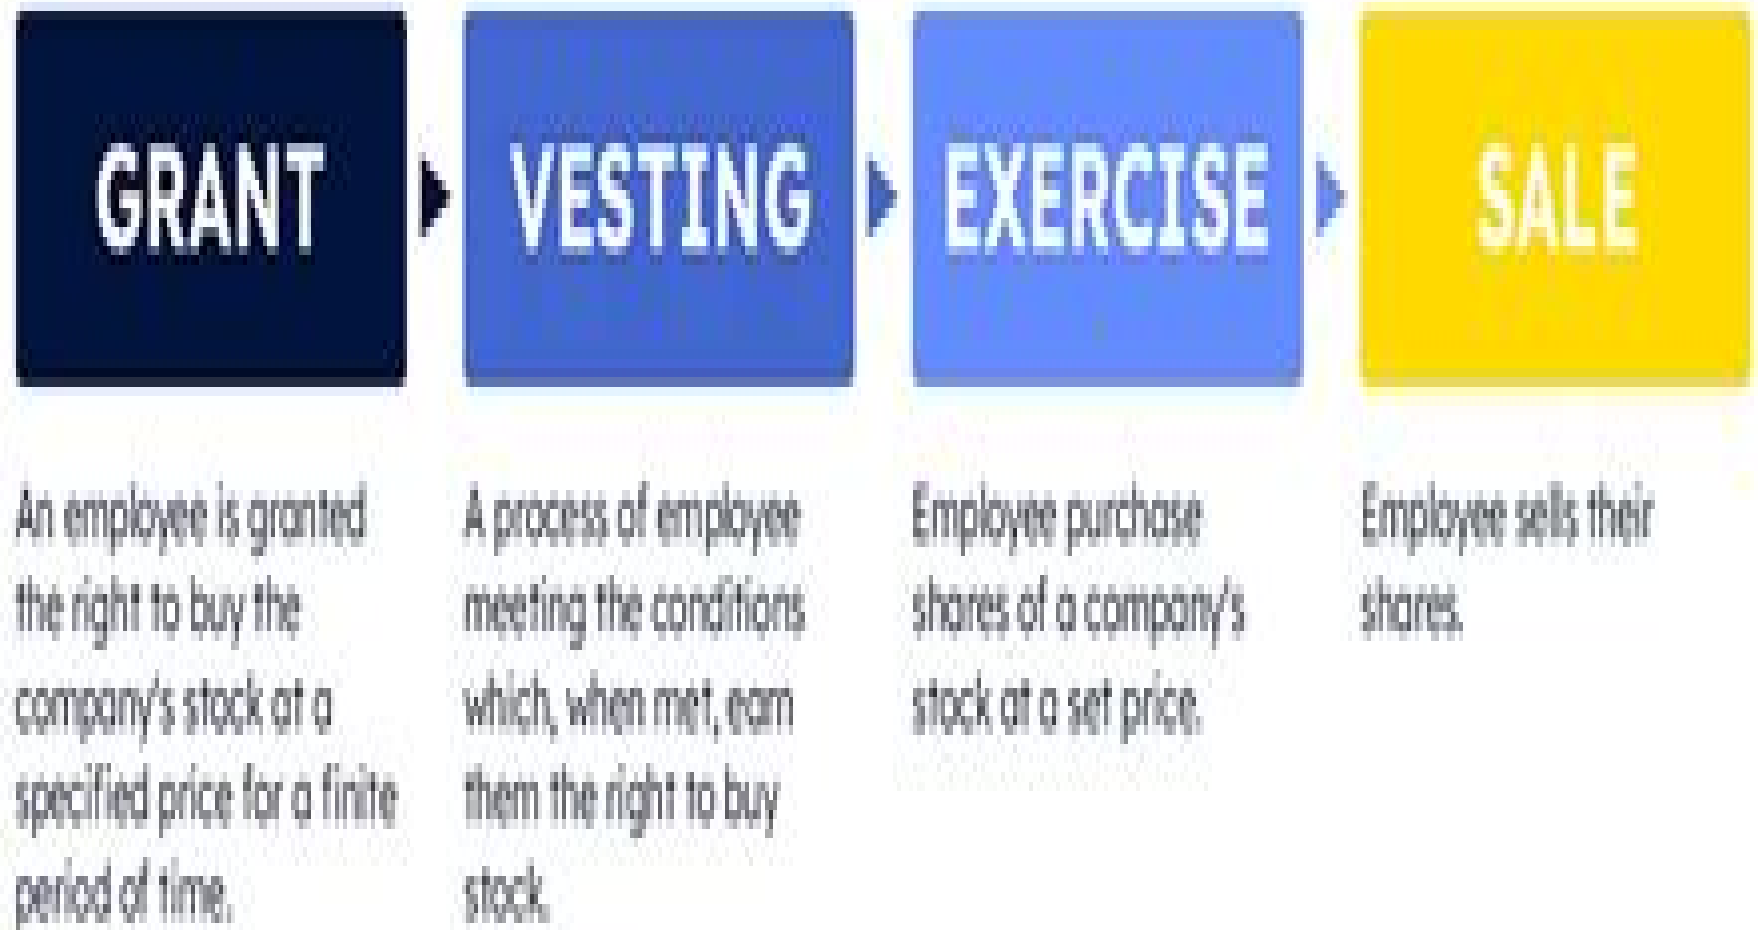 GRANT
An employee is granted
the right to buy the
company's stock at a
specified price for a finite
period of time.
VESTING
A process of employee
meeting the conditions
which, when met, earn
them the right to buy
stock.
EXERCISE
Employee purchase
shares of a company's
stock at a set price.
SALE
Employee sells their
shares.